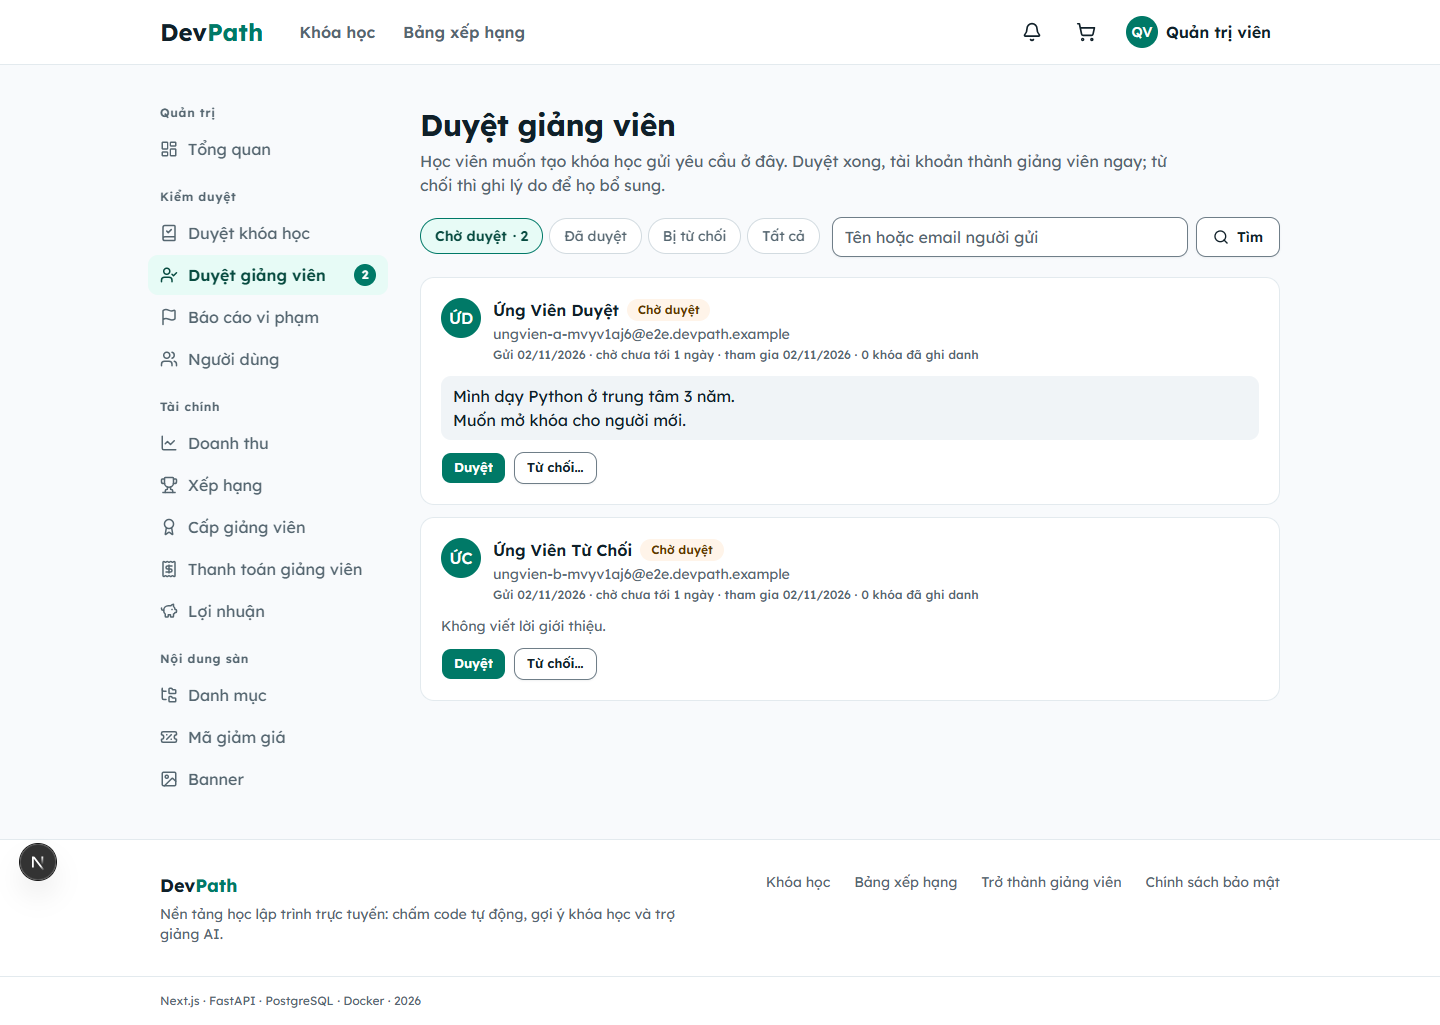 DevPath
Khóa học
Bảng xếp hạng
QV
Quản trị viên
Quản trị
Tổng quan
Kiểm duyệt
Duyệt khóa học
Duyệt giảng viên
2
Báo cáo vi phạm
Người dùng
Tài chính
Doanh thu
Xếp hạng
Cấp giảng viên
Thanh toán giảng viên
Lợi nhuận
Nội dung sàn
Danh mục
Mã giảm giá
Banner
Duyệt giảng viên
Học viên muốn tạo khóa học gửi yêu cầu ở đây. Duyệt xong, tài khoản thành giảng viên ngay; từ
chối thì ghi lý do để họ bổ sung.
Chờ duyệt · 2
Đã duyệt
Bị từ chối
Tất cả
Tên hoặc email người gửi
Tìm
ỨD
Ứng Viên Duyệt
Chờ duyệt
ungvien-a-mvyv1aj6@e2e.devpath.example
Gửi 02/11/2026 · chờ chưa tới 1 ngày · tham gia 02/11/2026 · 0 khóa đã ghi danh
Mình dạy Python ở trung tâm 3 năm.
Muốn mở khóa cho người mới.
Duyệt
Từ chối...
ỨC
Ứng Viên Từ Chối
Chờ duyệt
ungvien-b-mvyv1aj6@e2e.devpath.example
Gửi 02/11/2026 · chờ chưa tới 1 ngày · tham gia 02/11/2026 · 0 khóa đã ghi danh
Không viết lời giới thiệu.
Duyệt
Từ chối...
N
DevPath
Nền tảng học lập trình trực tuyến: chấm code tự động, gợi ý khóa học và trợ
giảng AI.
Khóa học
Bảng xếp hạng
Trở thành giảng viên
Chính sách bảo mật
Next.js · FastAPI · PostgreSQL · Docker · 2026